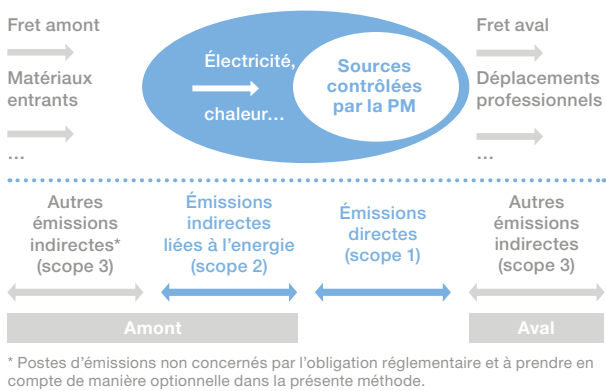 Fret amont
Matériaux
entrants
...
Électricité,
chaleur...
Sources
contrôlées
par la PM
Fret aval
Déplacements
professionnels
...
Autres
émissions
indirectes*
(scope 3)
Émissions
indirectes
liées à l'energie
(scope 2)
Émissions
directes
(scope 1)
Autres
émissions
indirectes
(scope 3)
Amont
Aval
* Postes d'émissions non concernés par l'obligation réglementaire et à prendre en
compte de manière optionnelle dans la présente méthode.